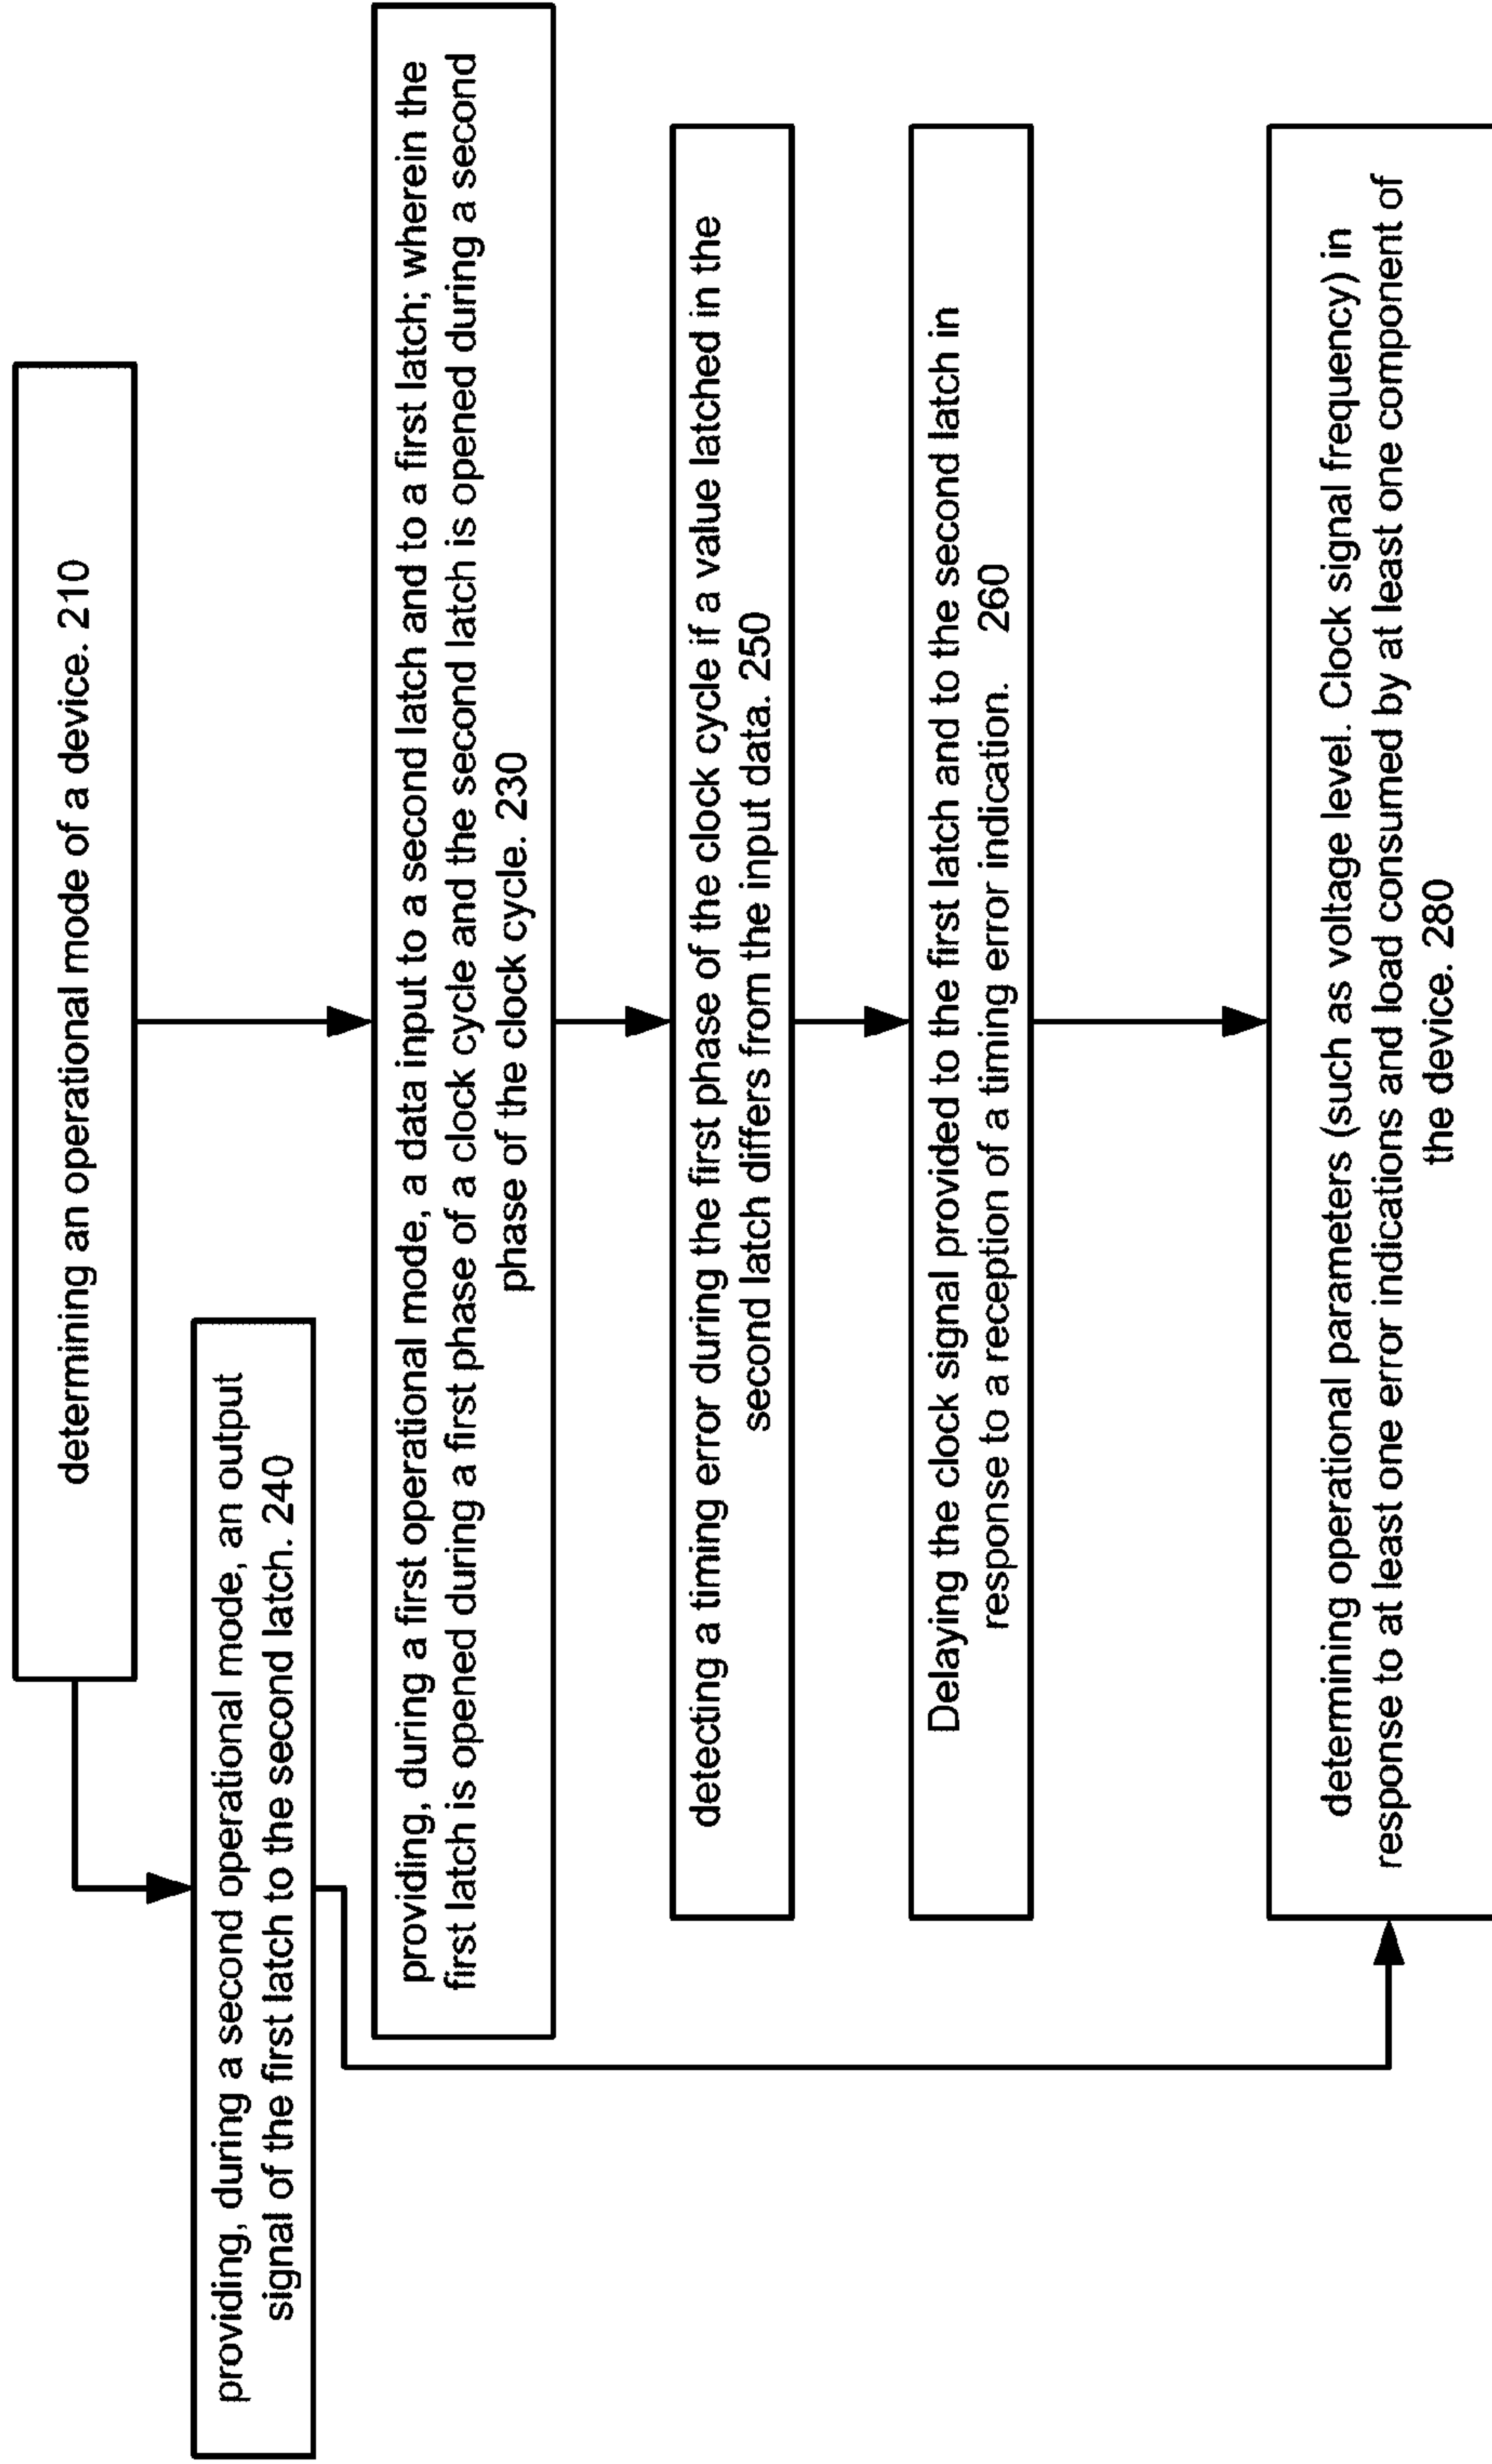 determining an operational mode of a device. 210
providing, during a second operational mode, an output
signal of the first latch to the second latch. 240
providing, during a first operational mode, a data input to a second latch and to a first latch; wherein the
first latch is opened during a first phase of a clock cycle and the second latch is opened during a second
phase of the clock cycle. 230
detecting a timing error during the first phase of the clock cycle if a value latched in the
second latch differs from the input data. 250
Delaying the clock signal provided to the first latch and to the second latch in
response to a reception of a timing error indication. 260
determining operational parameters (such as voltage level. Clock signal frequency) in
response to at least one error indications and load consumed by at least one component of
the device. 280